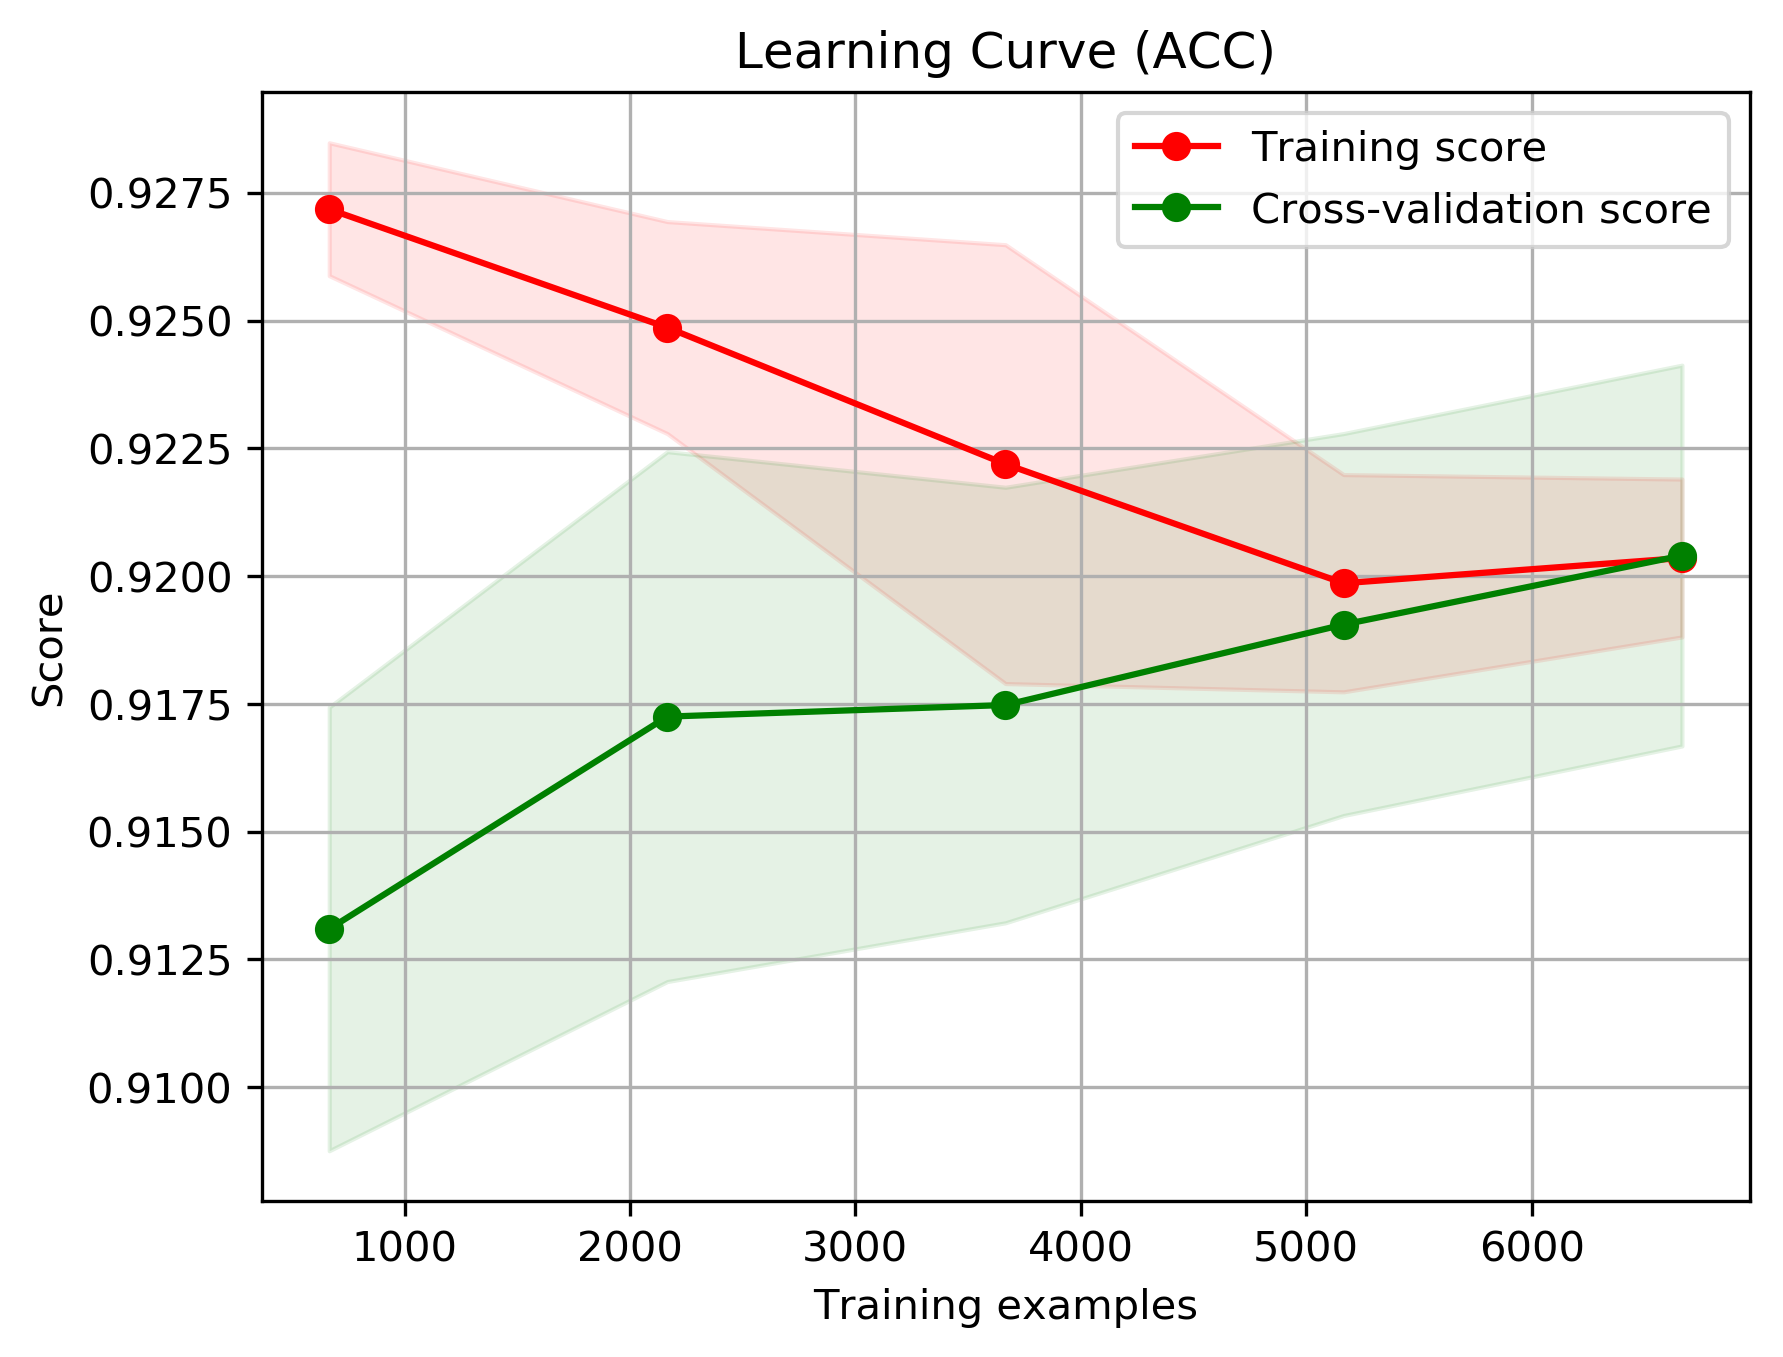 Learning Curve (ACC)
Training score
Cross-validation score
0.9275
0.9250
0.9225
0.9200
0.9175
0.9150
0.9125
0.9100
Score
1000 2000 3000 4000 5000 6000
Training examples